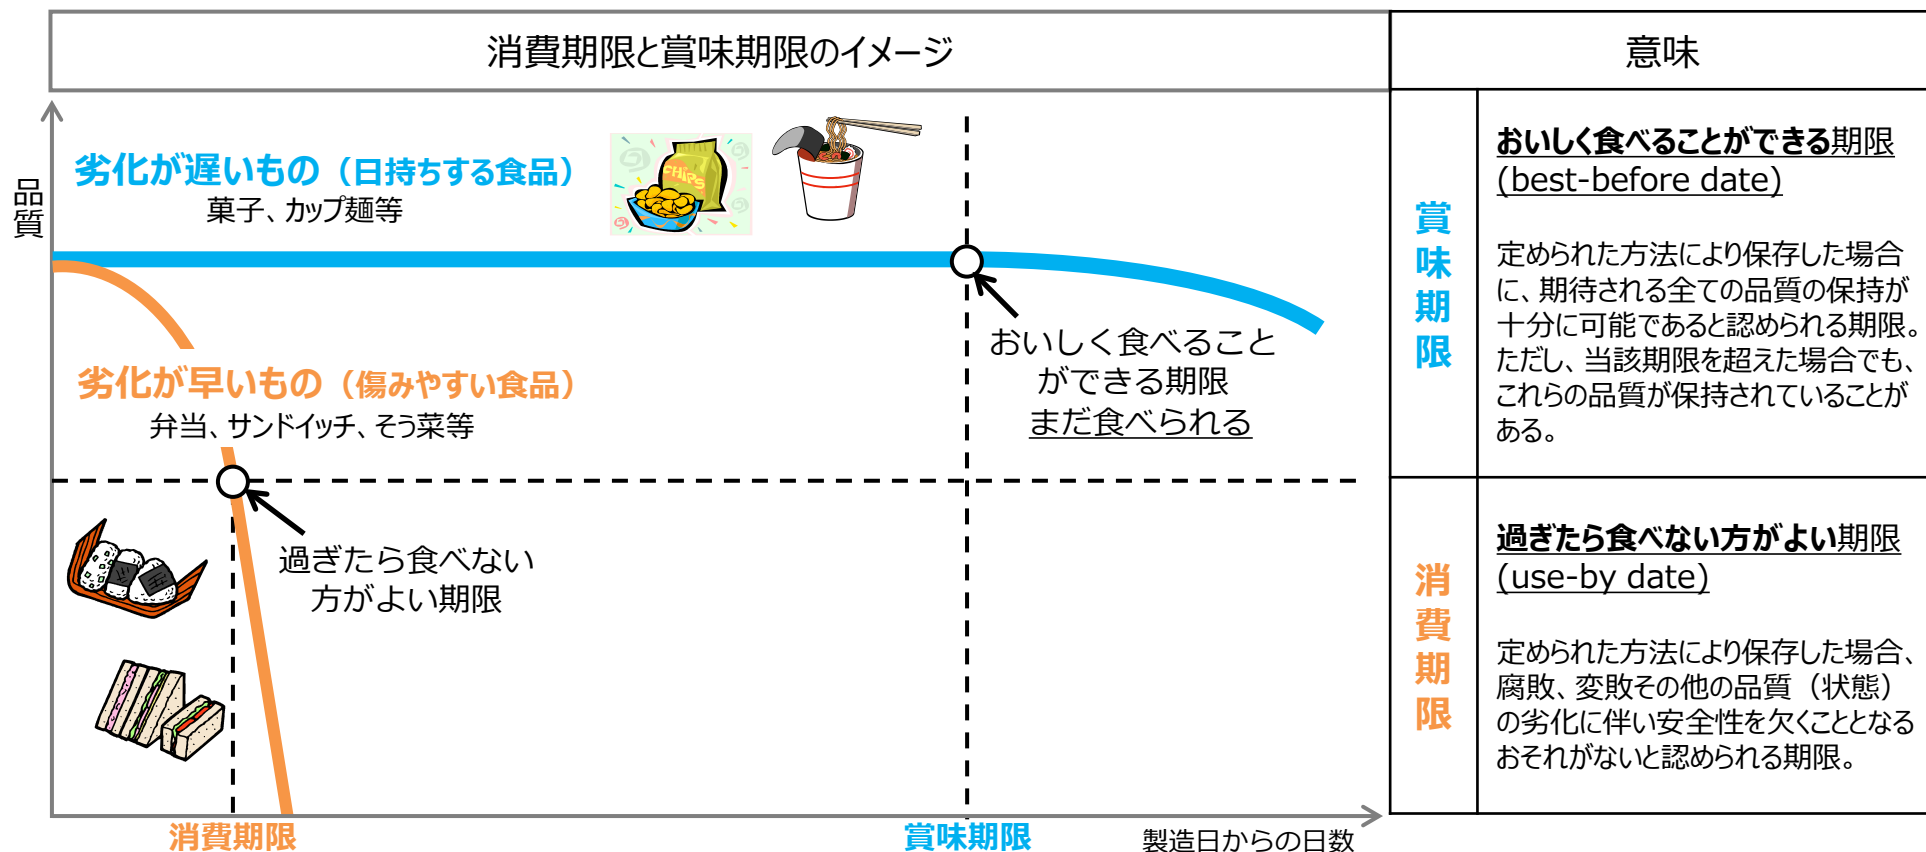 消費期限と賞味期限のイメージ
意味
品質
劣化が遅いもの（日持ちする食品）
菓子、カップ麺等
CHIPS
おいしく食べること
ができる期限
まだ食べられる
劣化が早いもの（傷みやすい食品）
弁当、サンドイッチ、そう菜等
過ぎたら食べない
方がよい期限
消費期限
賞味期限
製造日からの日数
賞味期限
おいしく食べることができる期限
(best-before date)
定められた方法により保存した場合
に、期待される全ての品質の保持が
十分に可能であると認められる期限。
ただし、当該期限を超えた場合でも、
これらの品質が保持されていることが
ある。
消費期限
過ぎたら食べない方がよい期限
(use-by date)
定められた方法により保存した場合、
腐敗、変敗その他の品質（状態）
の劣化に伴い安全性を欠くこととなる
おそれがないと認められる期限。